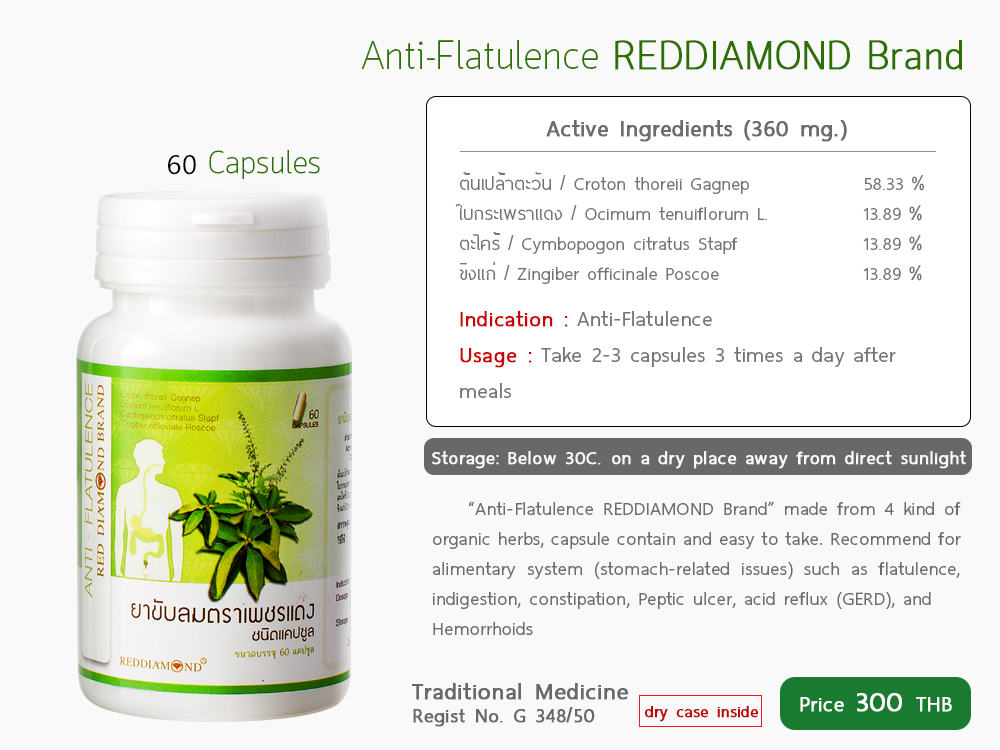 Anti-Flatulence REDDIAMOND Brand
Active Ingredients (360 mg.)
60 Capsules
ต้นเปล้าตะวัน / Croton thoreii Gagnep 58.33 %
ใบกระเพราแดง / Ocimum tenuiflorum L. 13.89 %
ตะไคร้ / Cymbopogon citratus Stapf 13.89 %
ขิงแก่ / Zingiber officinale Poscoe 13.89 %
Indication : Anti-Flatulence
Usage : Take 2-3 capsules 3 times a day after
meals
Storage: Below 30C. on a dry place away from direct sunlight
“Anti-Flatulence REDDIAMOND Brand” made from 4 kind of
organic herbs, capsule contain and easy to take. Recommend for
alimentary system (stomach-related issues) such as flatulence,
indigestion, constipation, Peptic ulcer, acid reflux (GERD), and
Hemorrhoids
Traditional Medicine
Regist No. G 348/50
dry case inside
Price 300 THB
ANTI - FLATULENCE
RED DIAMOND BRAND
Croton thoreii Gagnep
Ocimum tenuiflorum L.
Cymbopogon citratus Stapf
Zingiber officinale Roscoe
60
CAPSULES
ยาขับลมตราเพชรแดง
ชนิดแคปซูล
ขนาดบรรจุ 60 แคปซูล
REDDIAMOND®